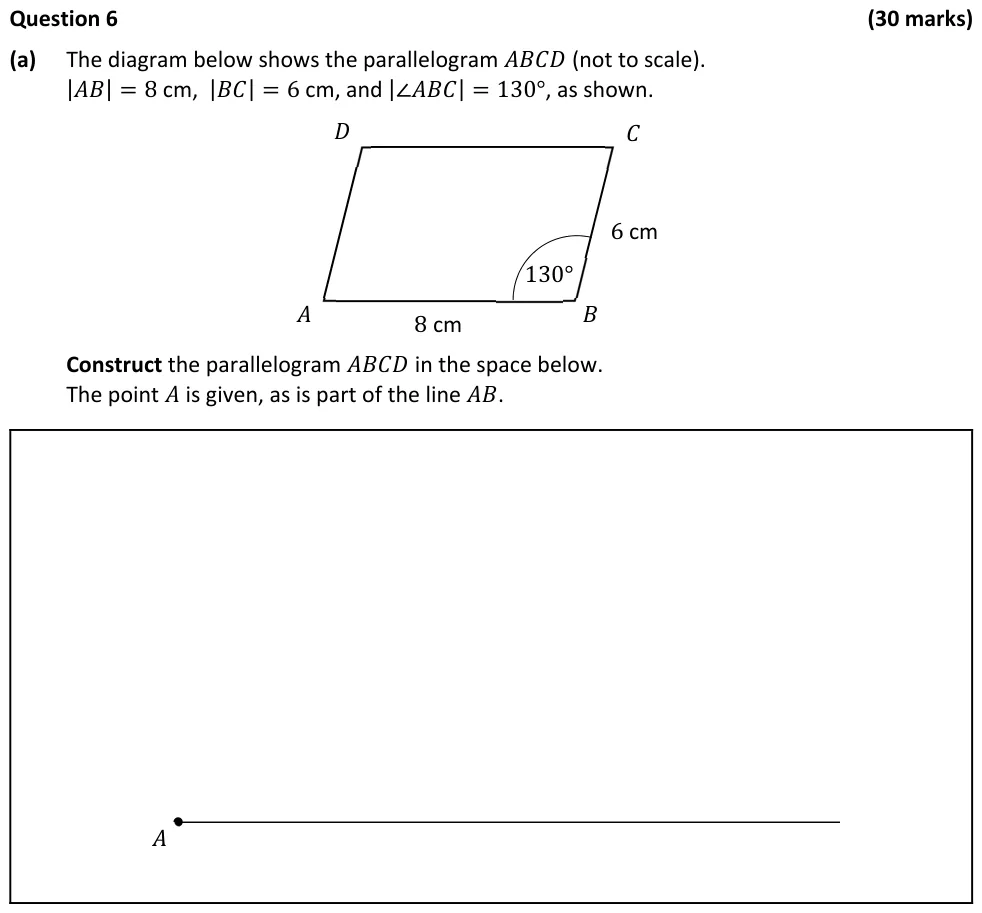 Question 6 (30 marks)
(a) The diagram below shows the parallelogram ABCD (not to scale).
|AB| = 8 cm, |BC| = 6 cm, and |∠ABC| = 130°, as shown.
D C
6 cm
130°
A B
8 cm
Construct the parallelogram ABCD in the space below.
The point A is given, as is part of the line AB.
A